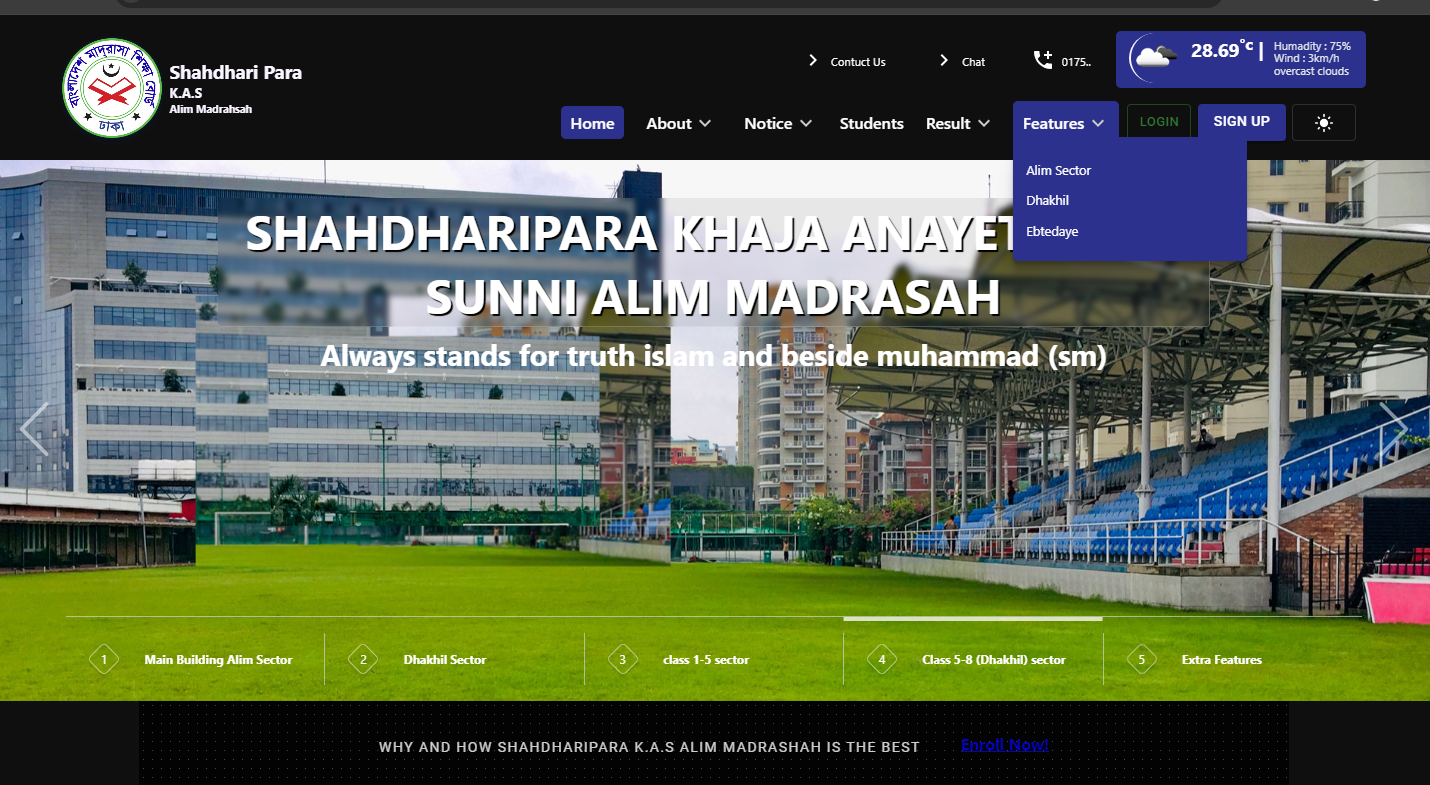 বাংলাদেশ মাদ্‌রাসা শিক্ষা বোর্ড
ঢাকা
Shahdhari Para
K.A.S
Alim Madrahsah
Contuct Us
Chat
0175..
28.69°c |
Humadity : 75%
Wind : 3km/h
overcast clouds
Home
About
Notice
Students
Result
Features
LOGIN
SIGN UP
Alim Sector
Dhakhil
Ebtedaye
SHAHDHARIPARA KHAJA ANAYET
SUNNI ALIM MADRASAH
Always stands for truth islam and beside muhammad (sm)
1 Main Building Alim Sector
2 Dhakhil Sector
3 class 1-5 sector
4 Class 5-8 (Dhakhil) sector
5 Extra Features
WHY AND HOW SHAHDHARIPARA K.A.S ALIM MADRASHAH IS THE BEST
Enroll Now!